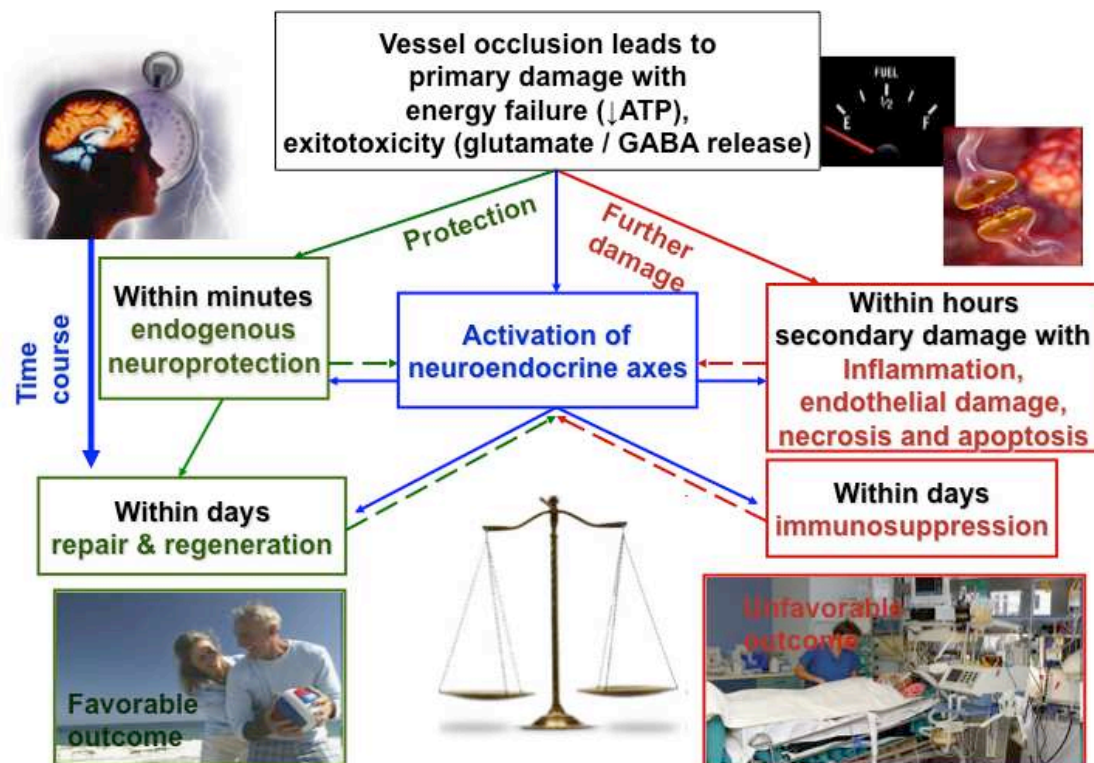 Vessel occlusion leads to
primary damage with
energy failure (↓ATP),
exitotoxicity (glutamate / GABA release)
FUEL
1/2
E
F
Protection
Further
damage
Time
course
Within minutes
endogenous
neuroprotection
Activation of
neuroendocrine axes
Within hours
secondary damage with
Inflammation,
endothelial damage,
necrosis and apoptosis
Within days
repair & regeneration
Within days
immunosuppression
Favorable
outcome
Unfavorable
outcome